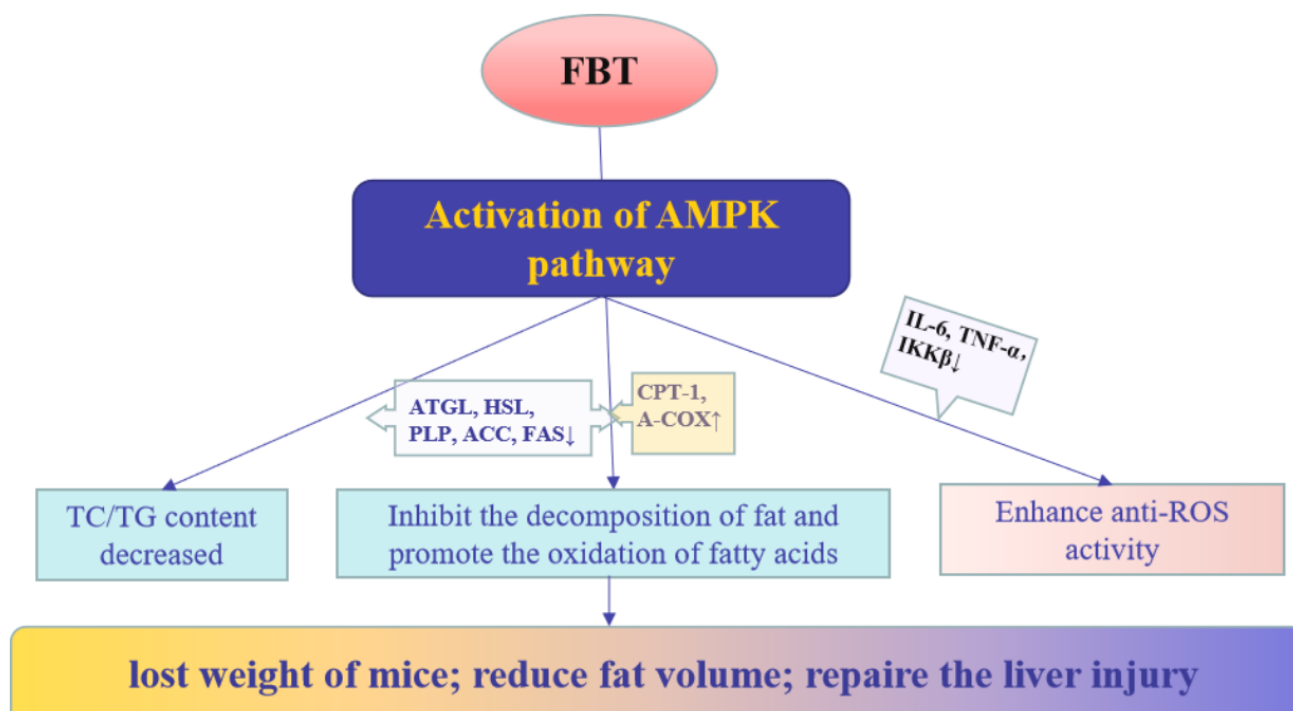 FBT
Activation of AMPK
pathway
IL-6, TNF-α,
IKKβ↓
ATGL, HSL,
PLP, ACC, FAS↓
CPT-1,
A-COX↑
TC/TG content
decreased
Inhibit the decomposition of fat and
promote the oxidation of fatty acids
Enhance anti-ROS
activity
lost weight of mice; reduce fat volume; repaire the liver injury